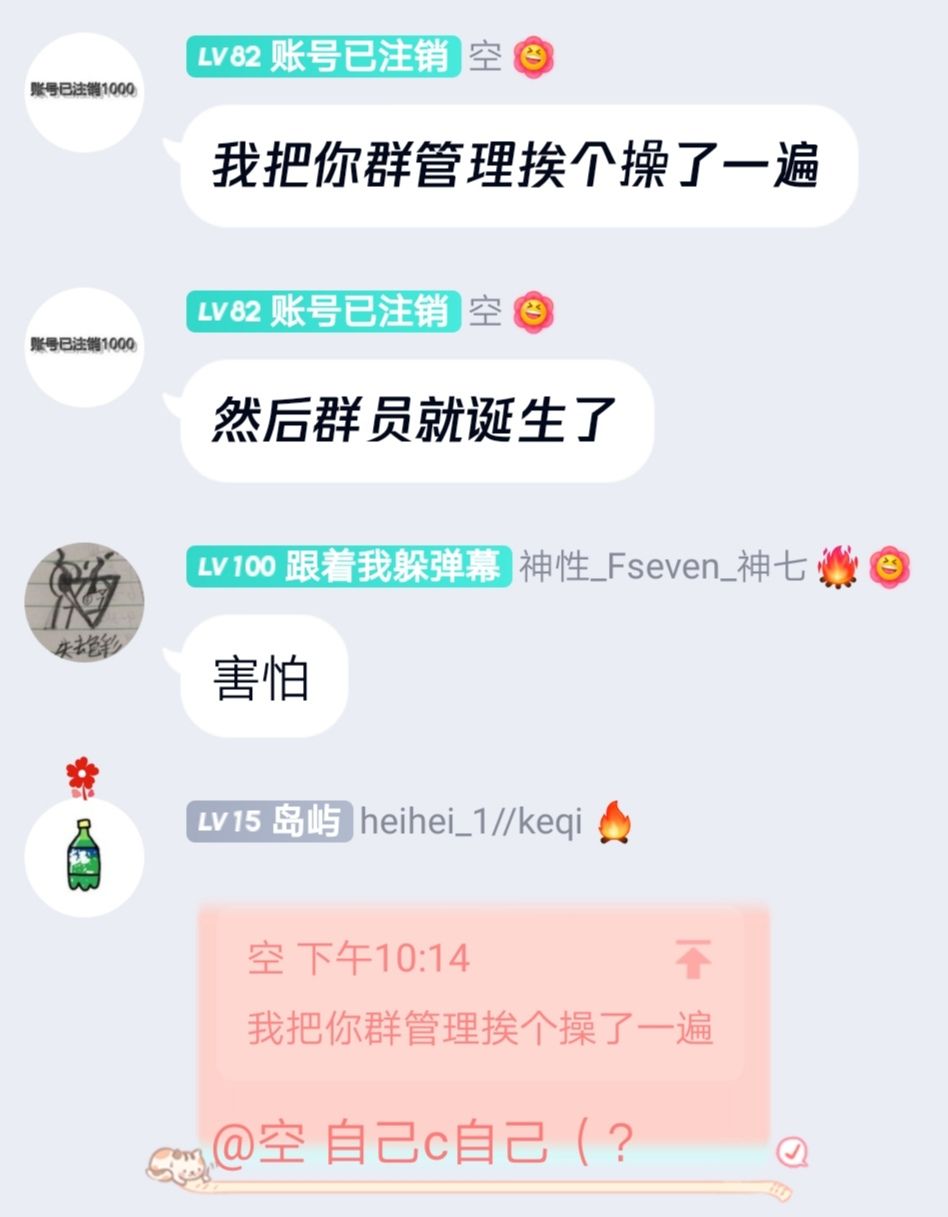 账号已注销1000
LV82 账号已注销 空
我把你群管理挨个操了一遍
账号已注销1000
LV82 账号已注销 空
然后群员就诞生了
LV100 跟着我躲弹幕 神性_Fseven_神七
失去色彩
害怕
LV15 岛屿 heihei_1//keqi
空 下午10:14
我把你群管理挨个操了一遍
@空 自己c自己（？